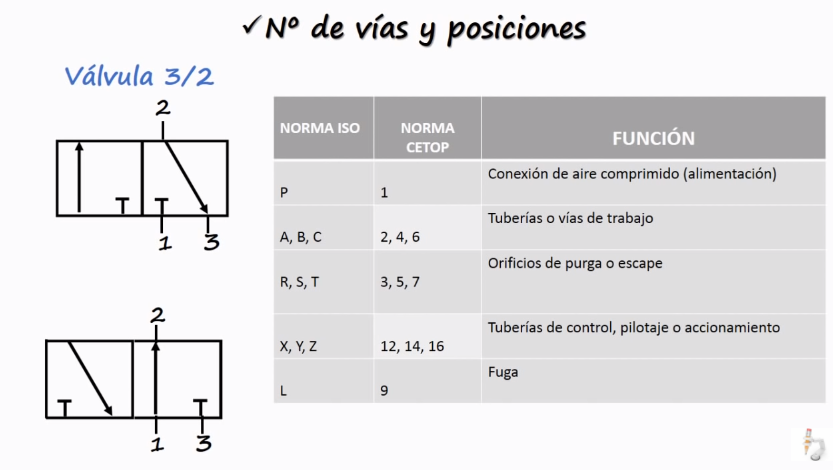 ✓Nº de vías y posiciones
Válvula 3/2
2
1 3
2
1 3
NORMA ISO NORMA CETOP FUNCIÓN
P 1 Conexión de aire comprimido (alimentación)
A, B, C 2, 4, 6 Tuberías o vías de trabajo
R, S, T 3, 5, 7 Orificios de purga o escape
X, Y, Z 12, 14, 16 Tuberías de control, pilotaje o accionamiento
L 9 Fuga